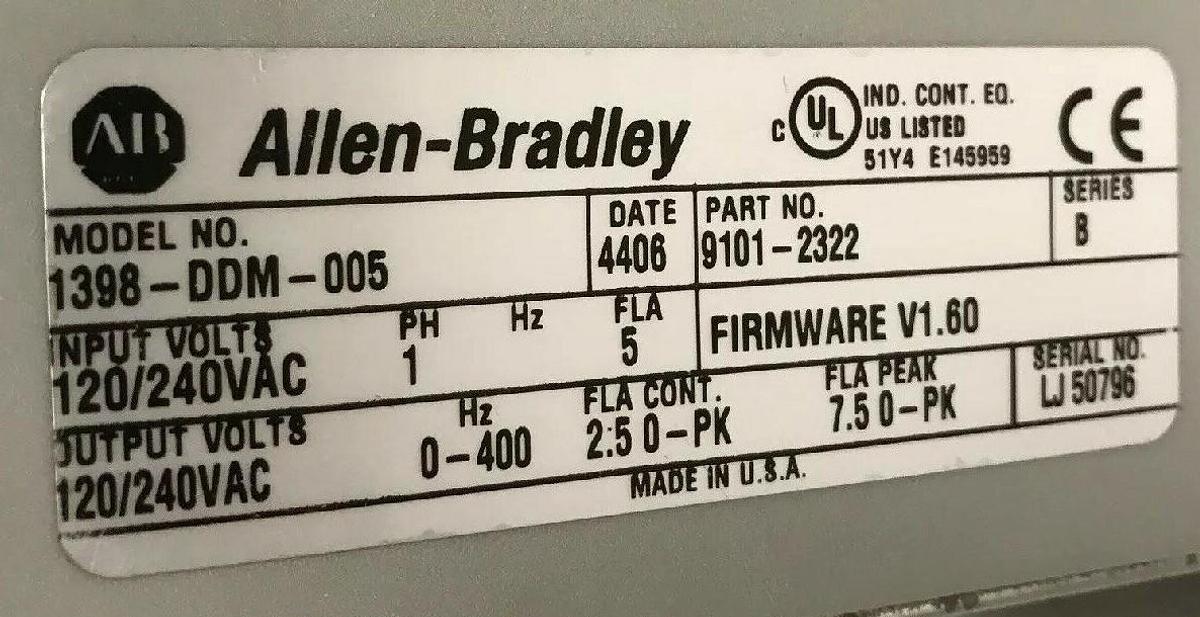 AB Allen-Bradley
C UL IND. CONT. EQ.
US LISTED
51Y4 E145959
CE
MODEL NO. DATE PART NO. SERIES
1398-DDM-005 4406 9101-2322 B
INPUT VOLTS PH Hz FLA
120/240VAC 1 5 FIRMWARE V1.60
OUTPUT VOLTS Hz FLA CONT. FLA PEAK SERIAL NO.
120/240VAC 0-400 2.5 0-PK 7.5 0-PK LJ 50796
MADE IN U.S.A.